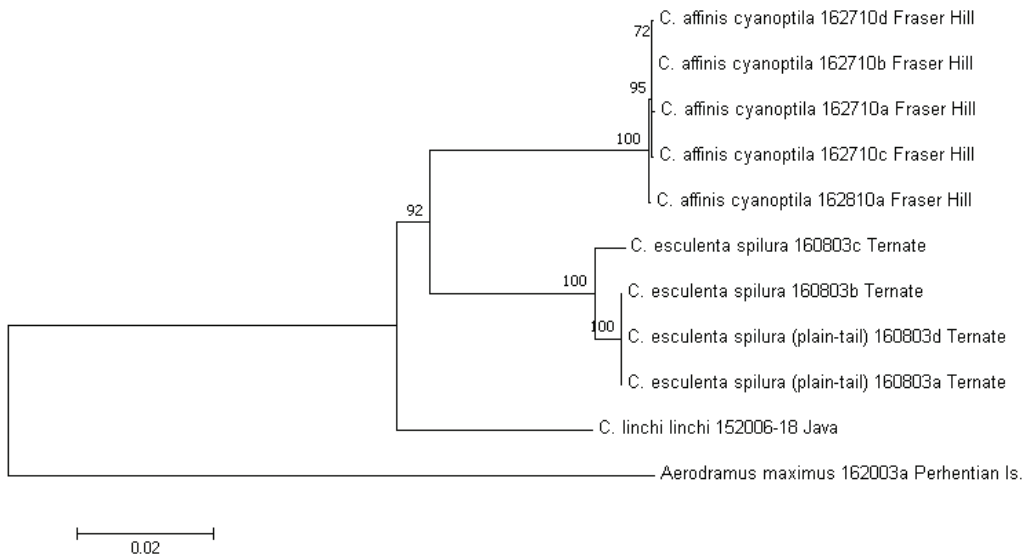 C. affinis cyanoptila 162710d Fraser Hill
72
C. affinis cyanoptila 162710b Fraser Hill
95
C. affinis cyanoptila 162710a Fraser Hill
100
C. affinis cyanoptila 162710c Fraser Hill
C. affinis cyanoptila 162810a Fraser Hill
92
C. esculenta spilura 160803c Ternate
100
C. esculenta spilura 160803b Ternate
100
C. esculenta spilura (plain-tail) 160803d Ternate
C. esculenta spilura (plain-tail) 160803a Ternate
C. linchi linchi 152006-18 Java
Aerodramus maximus 162003a Perhentian Is.
0.02